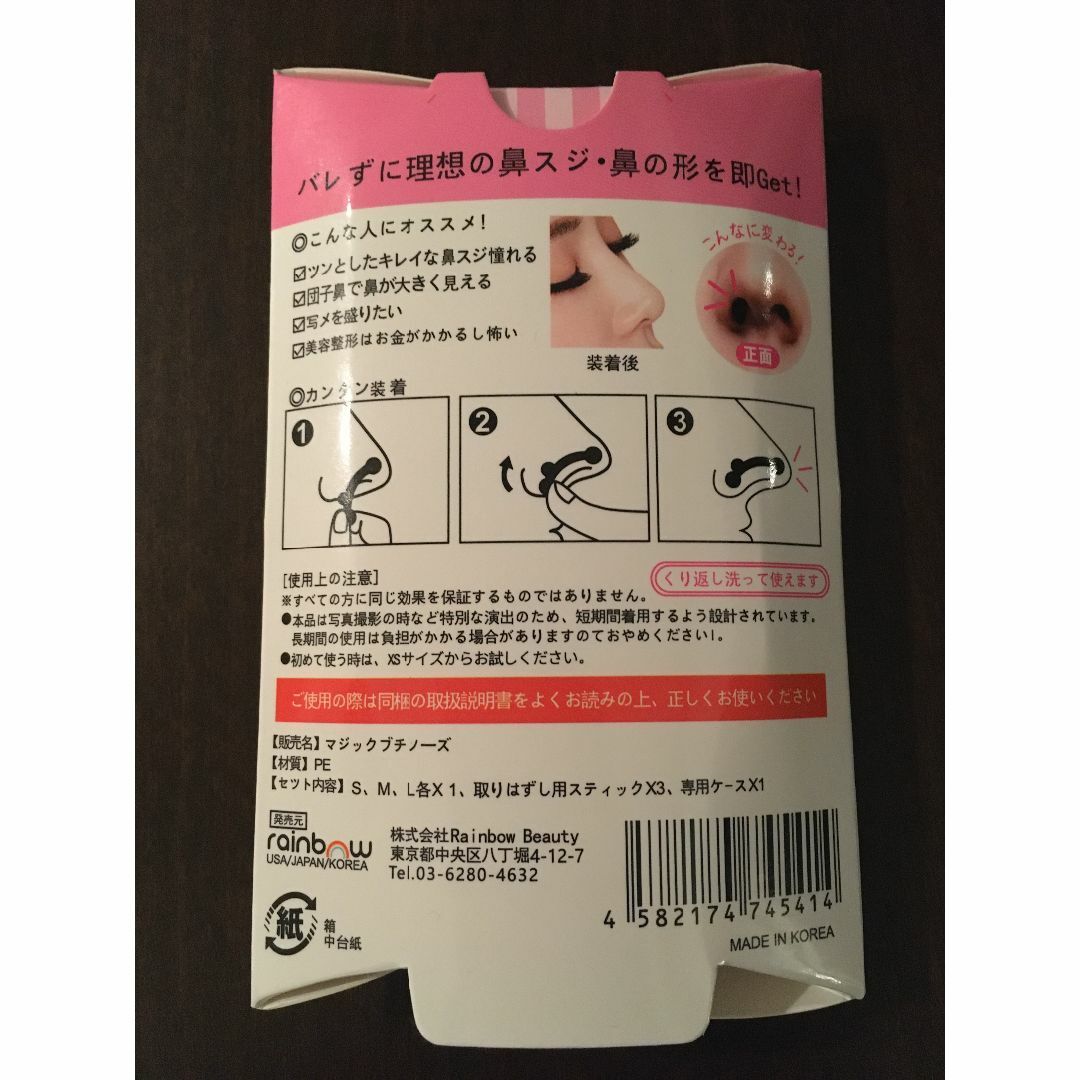 バレずに理想の鼻スジ・鼻の形を即Get!
◎こんな人にオススメ!
☑ツンとしたキレイな鼻スジ憧れる
☑団子鼻で鼻が大きく見える
☑写メを盛りたい
☑美容整形はお金がかかるし怖い
装着後
こんなに変わる!
正面
◎カンタン装着
1
2
3
[使用上の注意]
くり返し洗って使えます
※すべての方に同じ効果を保証するものではありません。
●本品は写真撮影の時など特別な演出のため、短期間着用するよう設計されています。
長期間の使用は負担がかかる場合がありますのでおやめください。
●初めて使う時は、XSサイズからお試しください。
ご使用の際は同梱の取扱説明書をよくお読みの上、正しくお使いください
【販売名】マジックプチノーズ
【材質】PE
【セット内容】S、M、L各X 1、取りはずし用スティックX3、専用ケースX1
発売元
rainbow
USA/JAPAN/KOREA
株式会社Rainbow Beauty
東京都中央区八丁堀4-12-7
Tel.03-6280-4632
紙
箱
中台紙
4 582174 745414
MADE IN KOREA